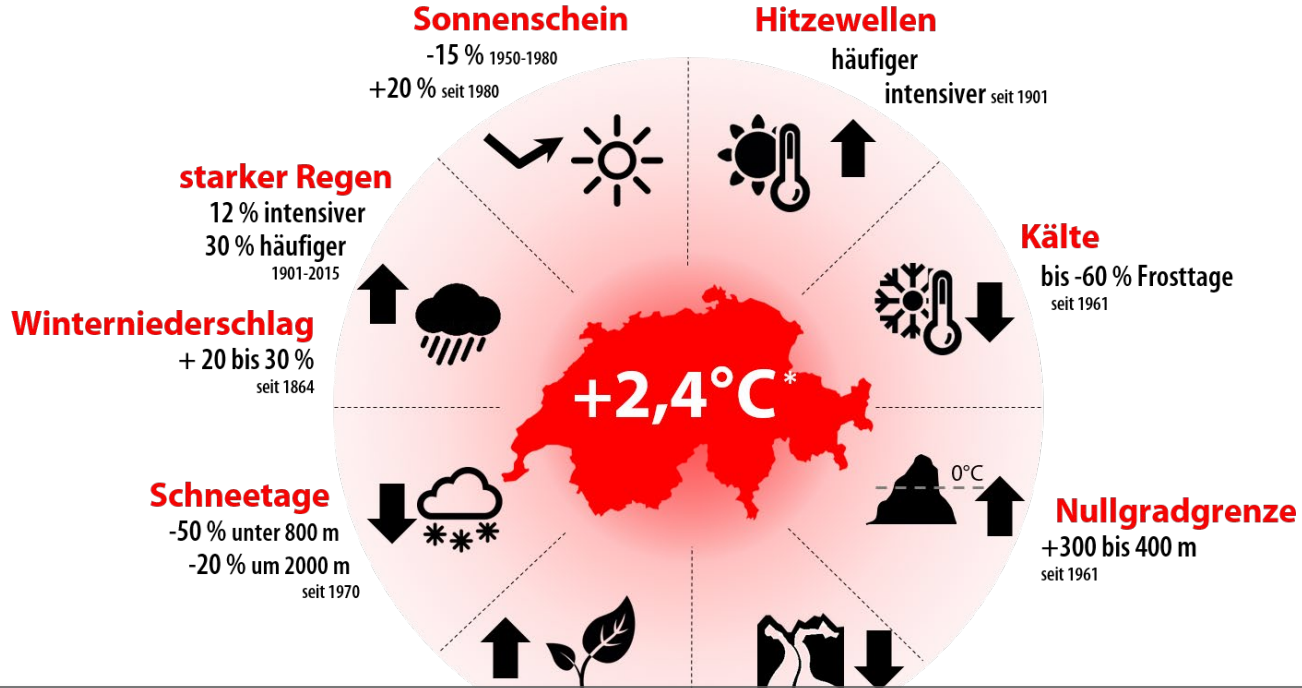 Sonnenschein
-15 % 1950-1980
+20 % seit 1980
Hitzewellen
häufiger
intensiver seit 1901
starker Regen
12 % intensiver
30 % häufiger
1901-2015
Kälte
bis -60 % Frosttage
seit 1961
Winterniederschlag
+ 20 bis 30 %
seit 1864
+2,4°C*
Schneetage
-50 % unter 800 m
-20 % um 2000 m
seit 1970
0°C
Nullgradgrenze
+300 bis 400 m
seit 1961